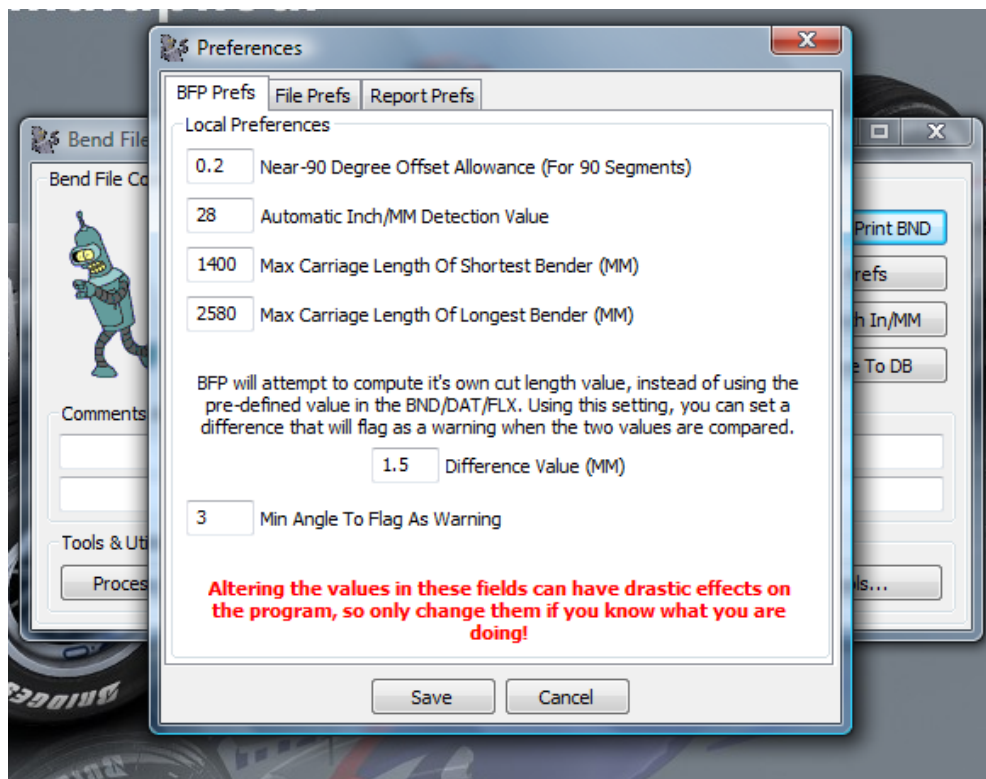 Preferences
X
BFP Prefs
File Prefs
Report Prefs
Local Preferences
0.2 Near-90 Degree Offset Allowance (For 90 Segments)
28 Automatic Inch/MM Detection Value
1400 Max Carriage Length Of Shortest Bender (MM)
2580 Max Carriage Length Of Longest Bender (MM)
BFP will attempt to compute it's own cut length value, instead of using the
pre-defined value in the BND/DAT/FLX. Using this setting, you can set a
difference that will flag as a warning when the two values are compared.
1.5 Difference Value (MM)
3 Min Angle To Flag As Warning
Altering the values in these fields can have drastic effects on
the program, so only change them if you know what you are
doing!
Save
Cancel
Bend File
X
Bend File Co
Print BND
refs
h In/MM
e To DB
Comments
Tools & Uti
Proces
ls...